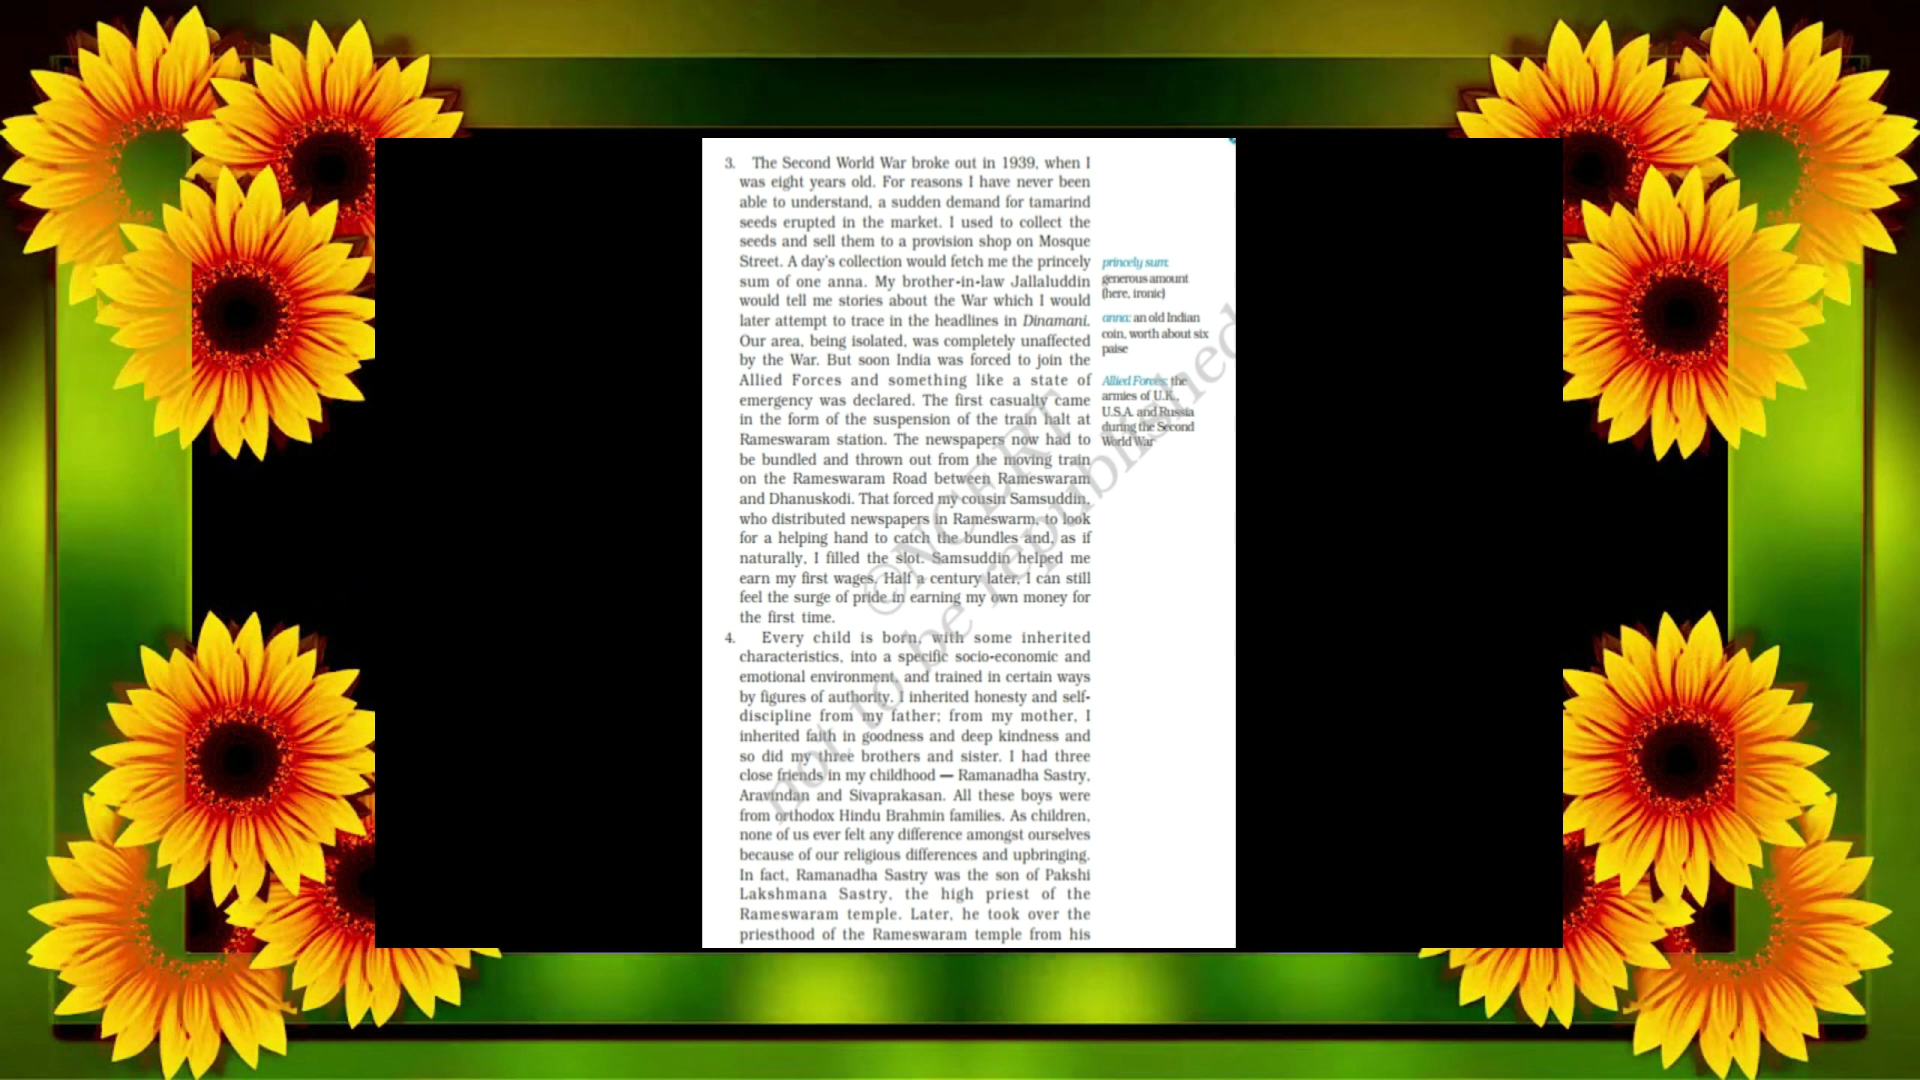 3. The Second World War broke out in 1939, when I
was eight years old. For reasons I have never been
able to understand, a sudden demand for tamarind
seeds erupted in the market. I used to collect the
seeds and sell them to a provision shop on Mosque
Street. A day's collection would fetch me the princely
sum of one anna. My brother-in-law Jallaluddin
would tell me stories about the War which I would
later attempt to trace in the headlines in Dinamani.
Our area, being isolated, was completely unaffected
by the War. But soon India was forced to join the
Allied Forces and something like a state of
emergency was declared. The first casualty came
in the form of the suspension of the train halt at
Rameswaram station. The newspapers now had to
be bundled and thrown out from the moving train
on the Rameswaram Road between Rameswaram
and Dhanuskodi. That forced my cousin Samsuddin,
who distributed newspapers in Rameswarm, to look
for a helping hand to catch the bundles and, as if
naturally, I filled the slot. Samsuddin helped me
earn my first wages. Half a century later, I can still
feel the surge of pride in earning my own money for
the first time.
4. Every child is born, with some inherited
characteristics, into a specific socio-economic and
emotional environment, and trained in certain ways
by figures of authority. I inherited honesty and self-
discipline from my father; from my mother, I
inherited faith in goodness and deep kindness and
so did my three brothers and sister. I had three
close friends in my childhood — Ramanadha Sastry,
Aravindan and Sivaprakasan. All these boys were
from orthodox Hindu Brahmin families. As children,
none of us ever felt any difference amongst ourselves
because of our religious differences and upbringing.
In fact, Ramanadha Sastry was the son of Pakshi
Lakshmana Sastry, the high priest of the
Rameswaram temple. Later, he took over the
priesthood of the Rameswaram temple from his
princely sum:
generous amount
(here, ironic)
anna: an old Indian
coin, worth about six
paise
Allied Forces: the
armies of U.K.,
U.S.A. and Russia
during the Second
World War
©NCERT
not to be republished